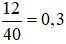 12/40 = 0,3